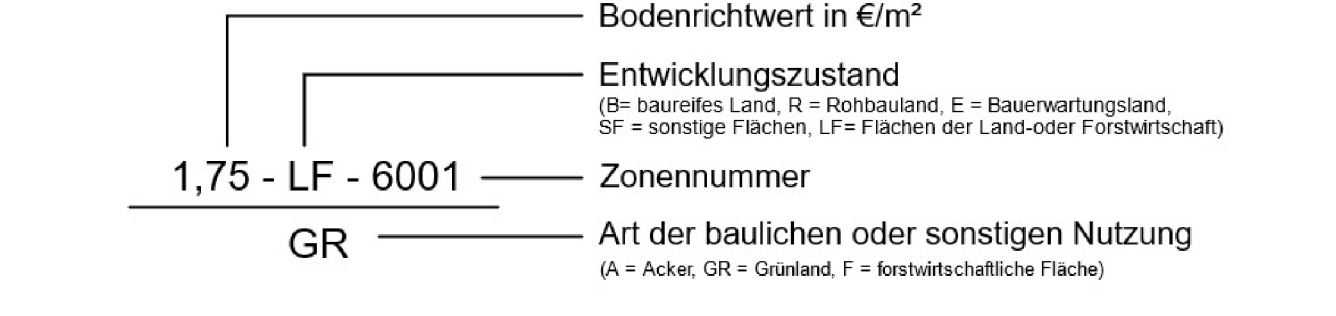 Bodenrichtwert in €/m²
Entwicklungszustand
(B= baureifes Land, R = Rohbauland, E = Bauerwartungsland,
SF = sonstige Flächen, LF= Flächen der Land-oder Forstwirtschaft)
1,75 - LF - 6001
Zonennummer
GR
Art der baulichen oder sonstigen Nutzung
(A = Acker, GR = Grünland, F = forstwirtschaftliche Fläche)